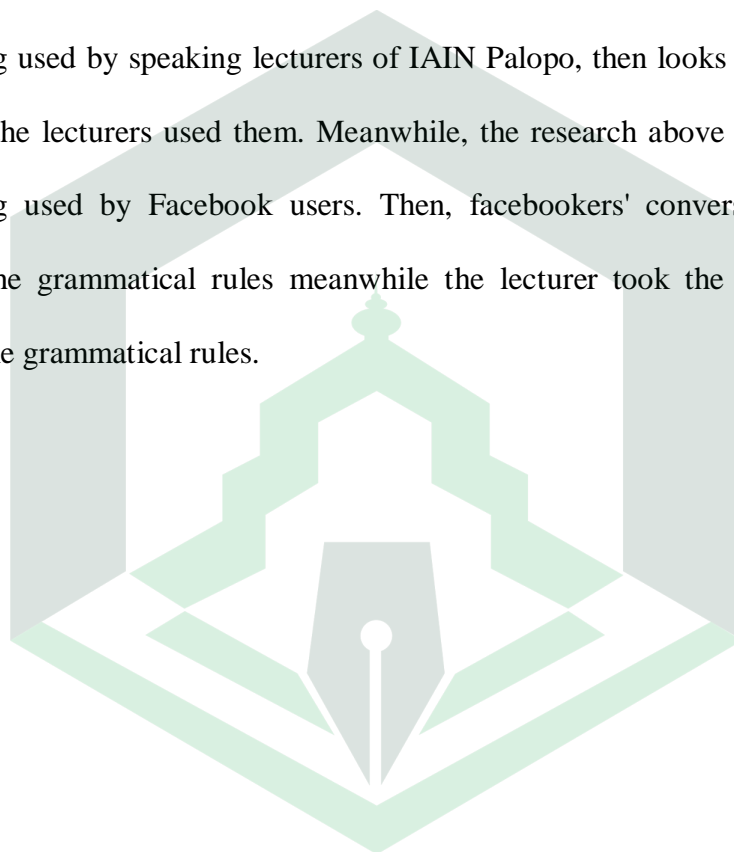 g used by speaking lecturers of IAIN Palopo, then looks
he lecturers used them. Meanwhile, the research above
g used by Facebook users. Then, facebookers' convers
ne grammatical rules meanwhile the lecturer took the
e grammatical rules.